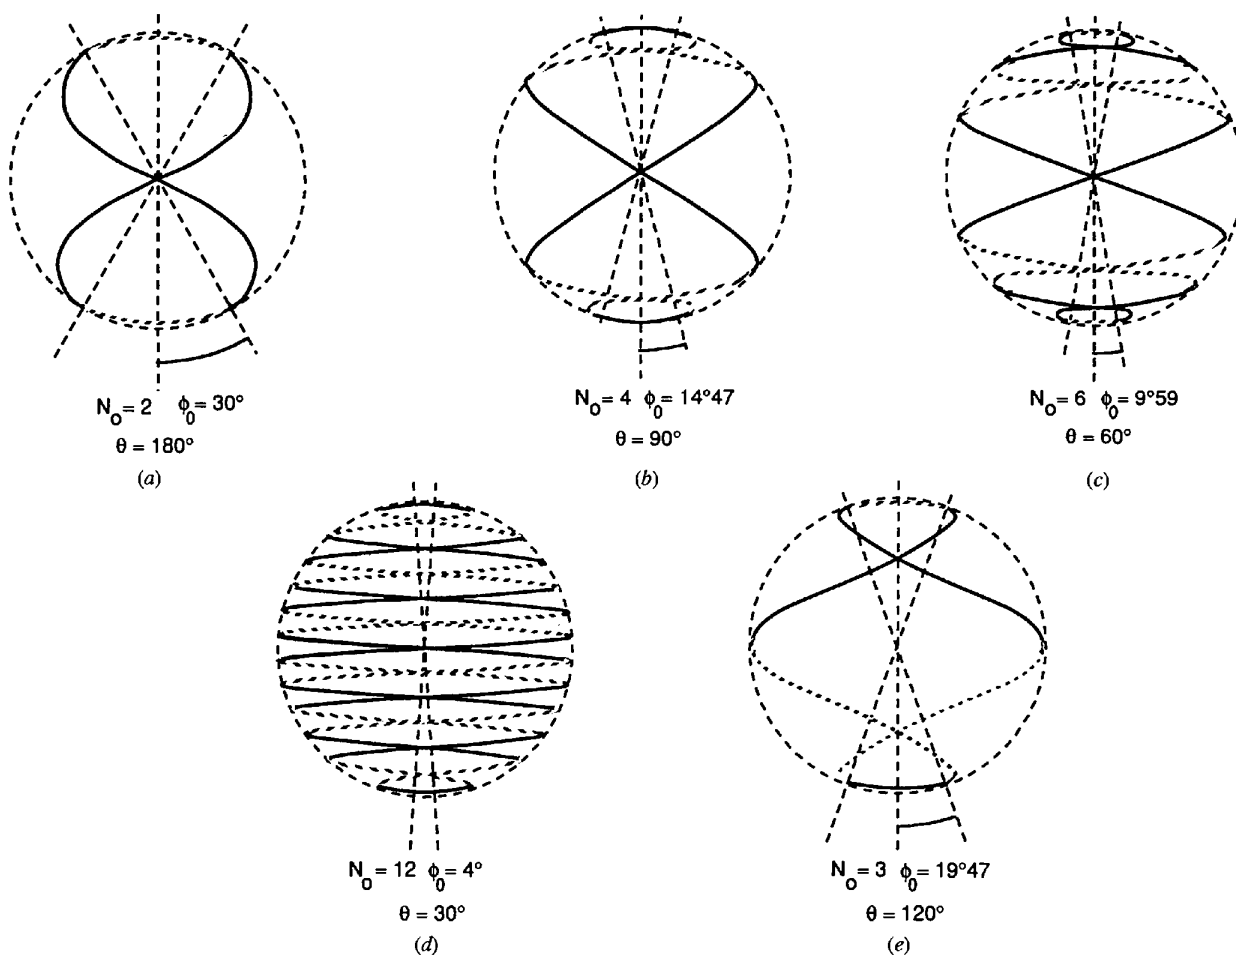 N₀ = 2 ϕ₀ = 30°
θ = 180°
(a)
N₀ = 4 ϕ₀ = 14°47
θ = 90°
(b)
N₀ = 6 ϕ₀ = 9°59
θ = 60°
(c)
N₀ = 12 ϕ₀ = 4°
θ = 30°
(d)
N₀ = 3 ϕ₀ = 19°47
θ = 120°
(e)